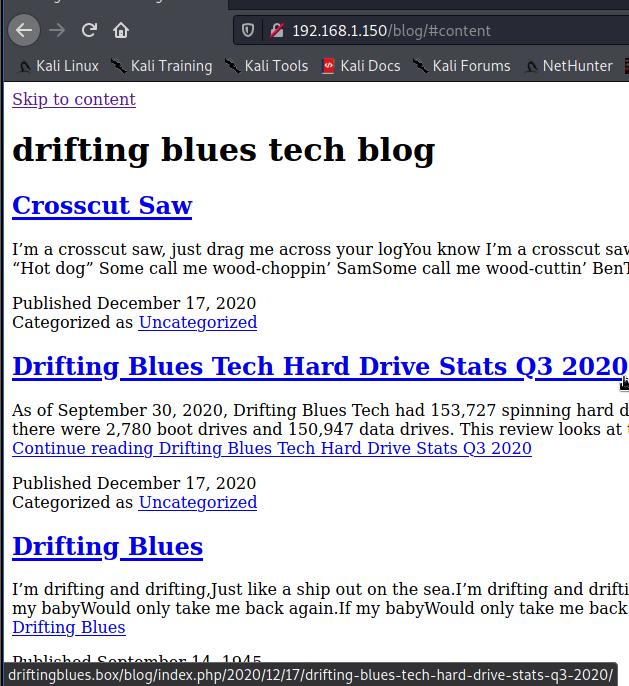 192.168.1.150/blog/#content
Kali Linux Kali Training Kali Tools Kali Docs Kali Forums NetHunter
Skip to content
drifting blues tech blog
Crosscut Saw
I’m a crosscut saw, just drag me across your logYou know I’m a crosscut saw
“Hot dog” Some call me wood-choppin’ SamSome call me wood-cuttin’ BenT
Published December 17, 2020
Categorized as Uncategorized
Drifting Blues Tech Hard Drive Stats Q3 2020
As of September 30, 2020, Drifting Blues Tech had 153,727 spinning hard d
there were 2,780 boot drives and 150,947 data drives. This review looks at
Continue reading Drifting Blues Tech Hard Drive Stats Q3 2020
Published December 17, 2020
Categorized as Uncategorized
Drifting Blues
I’m drifting and drifting,Just like a ship out on the sea.I’m drifting and drifti
my babyWould only take me back again.If my babyWould only take me back
Drifting Blues
Published September 14, 1945
driftingblues.box/blog/index.php/2020/12/17/drifting-blues-tech-hard-drive-stats-q3-2020/